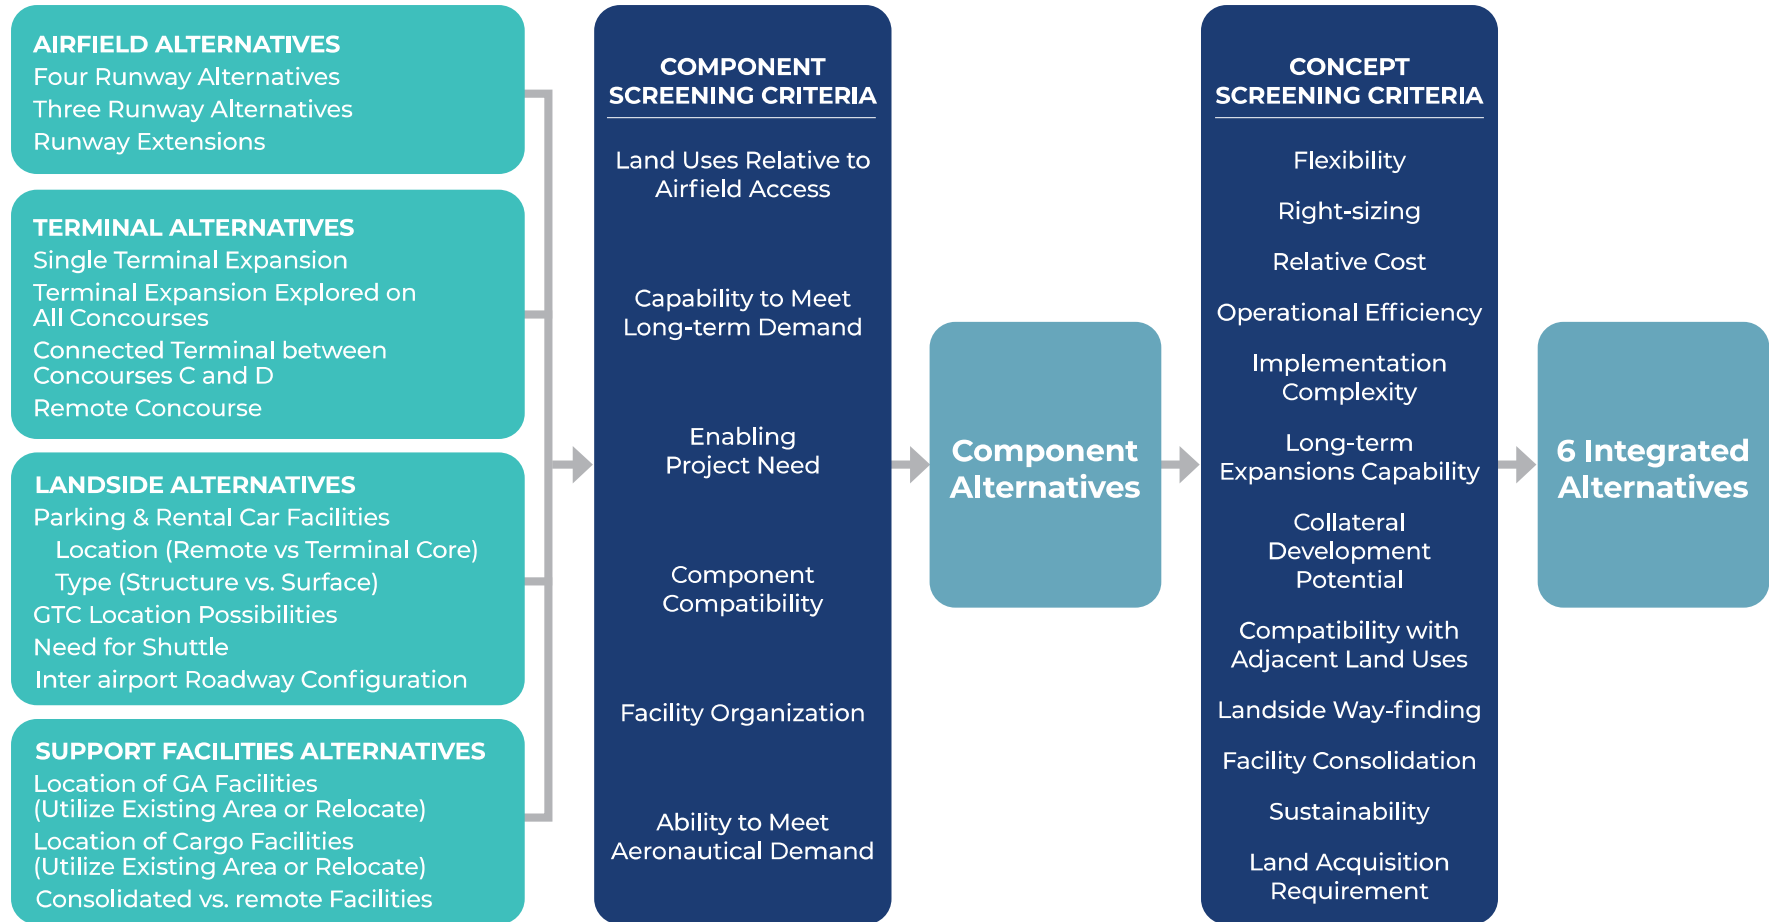 AIRFIELD ALTERNATIVES
Four Runway Alternatives
Three Runway Alternatives
Runway Extensions
TERMINAL ALTERNATIVES
Single Terminal Expansion
Terminal Expansion Explored on
All Concourses
Connected Terminal between
Concourses C and D
Remote Concourse
LANDSIDE ALTERNATIVES
Parking & Rental Car Facilities
Location (Remote vs Terminal Core)
Type (Structure vs. Surface)
GTC Location Possibilities
Need for Shuttle
Inter airport Roadway Configuration
SUPPORT FACILITIES ALTERNATIVES
Location of GA Facilities
(Utilize Existing Area or Relocate)
Location of Cargo Facilities
(Utilize Existing Area or Relocate)
Consolidated vs. remote Facilities
COMPONENT
SCREENING CRITERIA
Land Uses Relative to
Airfield Access
Capability to Meet
Long-term Demand
Enabling
Project Need
Component
Compatibility
Facility Organization
Ability to Meet
Aeronautical Demand
Component
Alternatives
CONCEPT
SCREENING CRITERIA
Flexibility
Right-sizing
Relative Cost
Operational Efficiency
Implementation
Complexity
Long-term
Expansions Capability
Collateral
Development
Potential
Compatibility with
Adjacent Land Uses
Landside Way-finding
Facility Consolidation
Sustainability
Land Acquisition
Requirement
6 Integrated
Alternatives